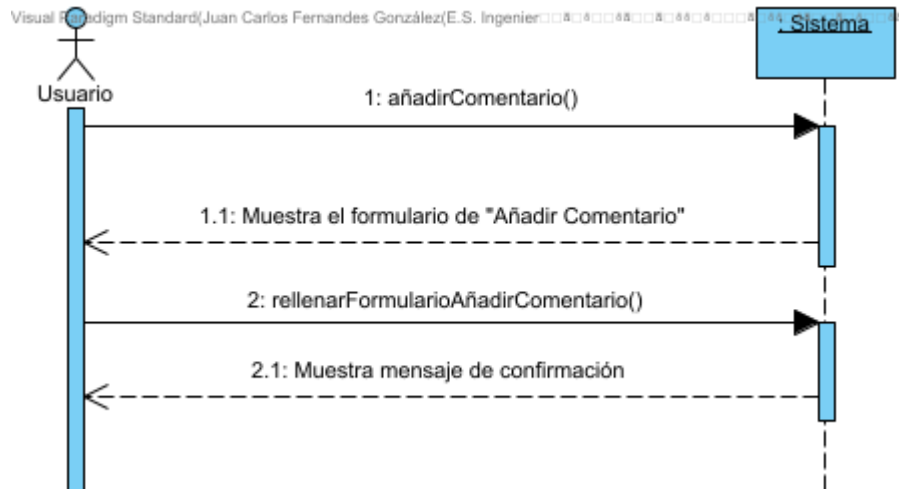 Visual Paradigm Standard(Juan Carlos Fernandes González(E.S. Ingenier
: Sistema
Usuario
1: añadirComentario()
1.1: Muestra el formulario de "Añadir Comentario"
2: rellenarFormularioAñadirComentario()
2.1: Muestra mensaje de confirmación